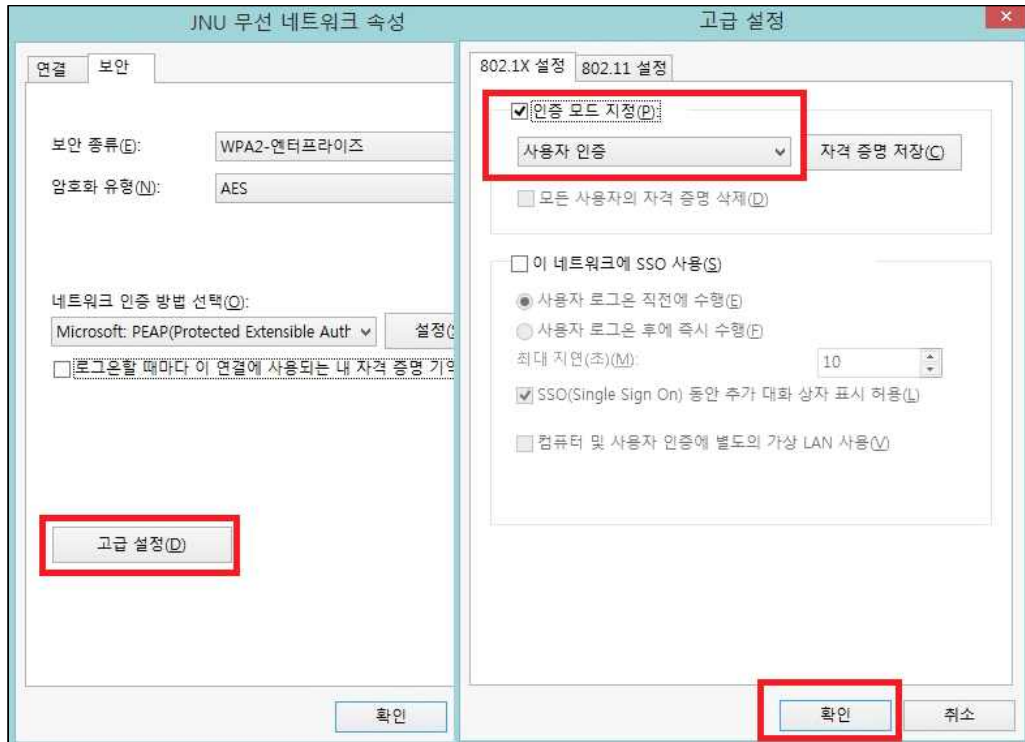 JNU 무선 네트워크 속성
연결 보안
보안 종류(E): WPA2-엔터프라이즈
암호화 유형(N): AES
네트워크 인증 방법 선택(O):
Microsoft: PEAP(Protected Extensible Auth 설정(
로그온할 때마다 이 연결에 사용되는 내 자격 증명 기억
고급 설정(D)
확인
고급 설정
802.1X 설정 802.11 설정
인증 모드 지정(P):
사용자 인증 자격 증명 저장(C)
모든 사용자의 자격 증명 삭제(D)
이 네트워크에 SSO 사용(S)
사용자 로그온 직전에 수행(E)
사용자 로그온 후에 즉시 수행(F)
최대 지연(초)(M): 10
SSO(Single Sign On) 동안 추가 대화 상자 표시 허용(L)
컴퓨터 및 사용자 인증에 별도의 가상 LAN 사용(V)
확인 취소